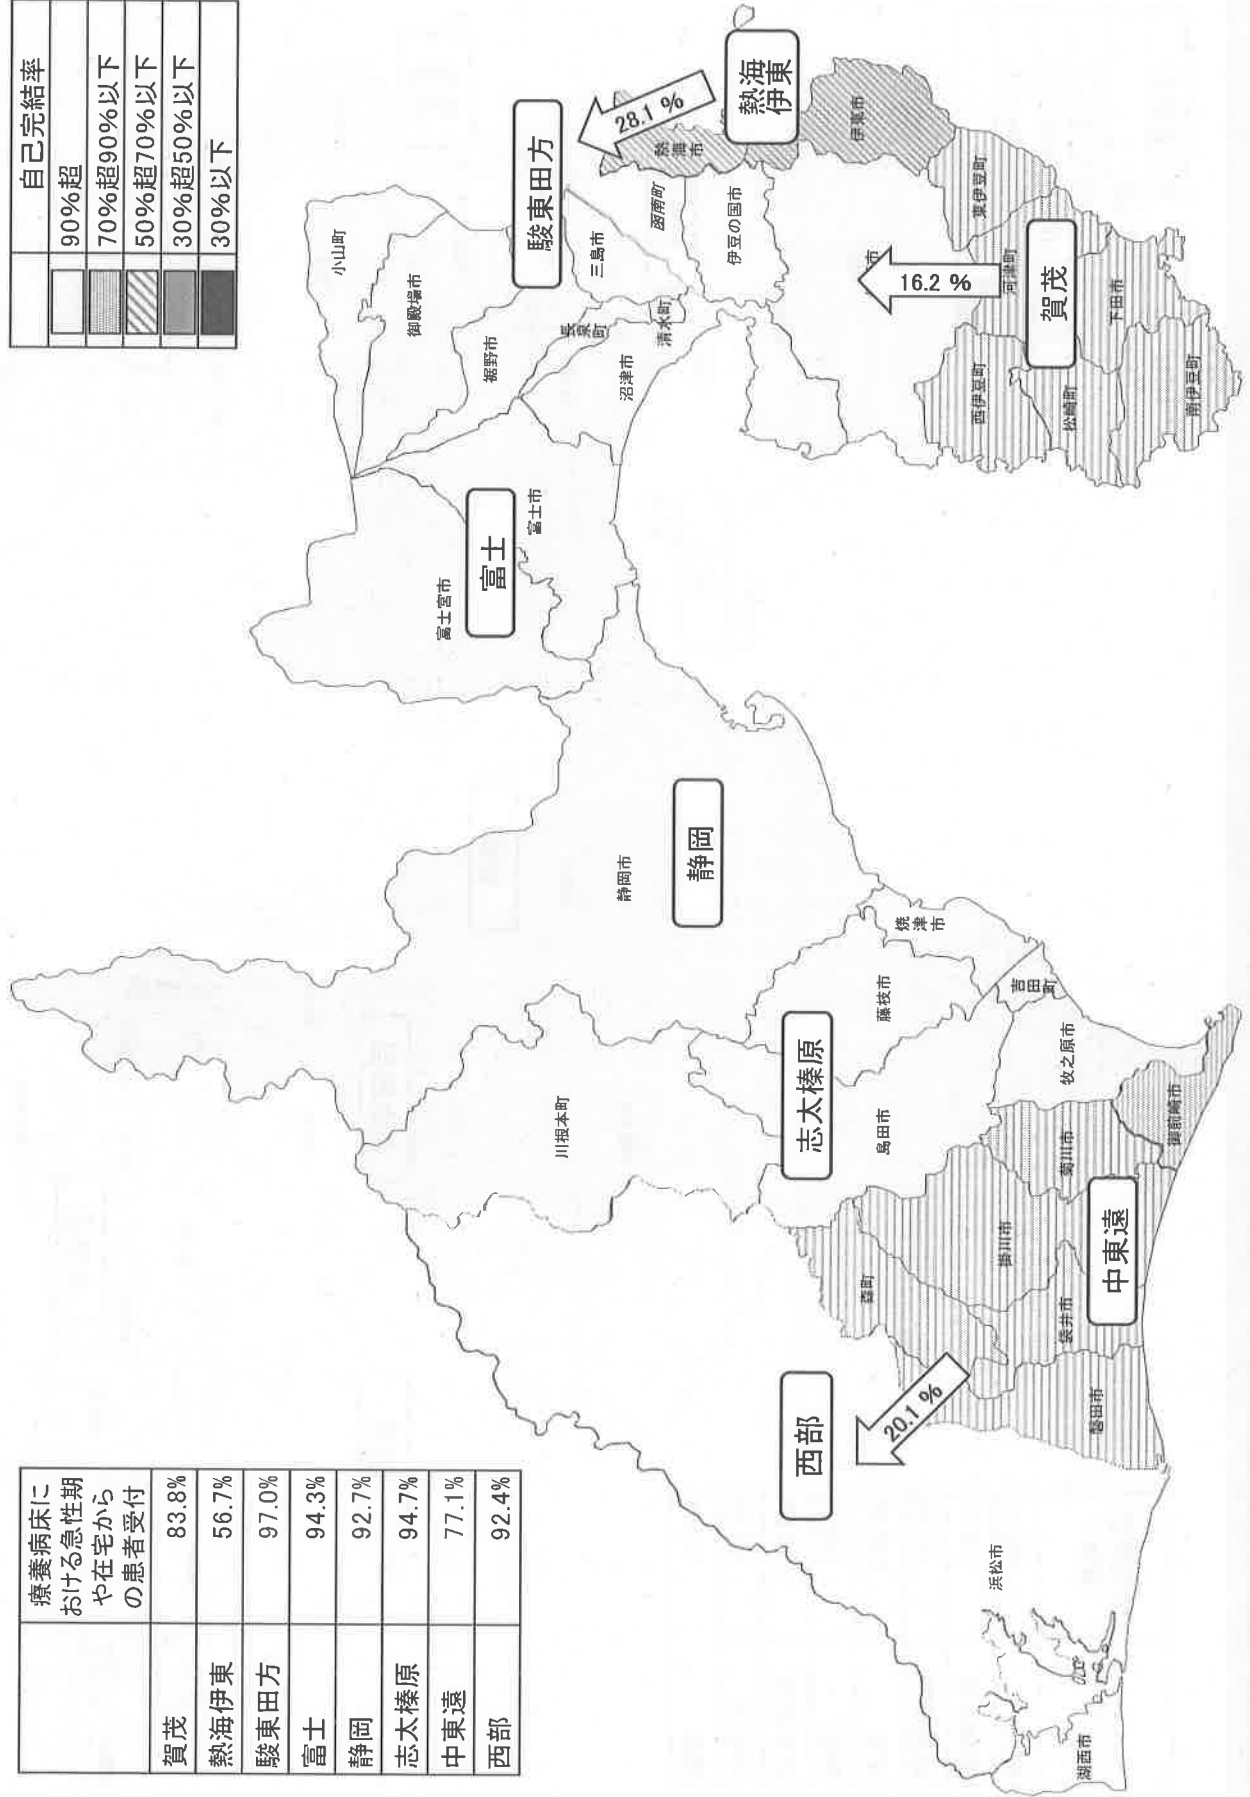 療養病床に
おける急性期
や在宅から
の患者受付
賀茂 83.8%
熱海伊東 56.7%
駿東田方 97.0%
富士 94.3%
静岡 92.7%
志太榛原 94.7%
中東遠 77.1%
西部 92.4%
自己完結率
90%超
70%超90%以下
50%超70%以下
30%超50%以下
30%以下
小山町
御殿場市
裾野市
駿東田方
三島市
長泉町
清水町
沼津市
函南町
伊豆の国市
28.1 %
熱海市
熱海
伊東
伊東市
東伊豆町
市
16.2 %
河津町
賀茂
下田市
西伊豆町
松崎町
南伊豆町
富士宮市
富士
富士市
静岡市
静岡
川根本町
志太榛原
藤枝市
焼津市
島田市
吉田町
牧之原市
御前崎市
菊川市
掛川市
中東遠
森町
袋井市
磐田市
20.1 %
西部
浜松市
湖西市